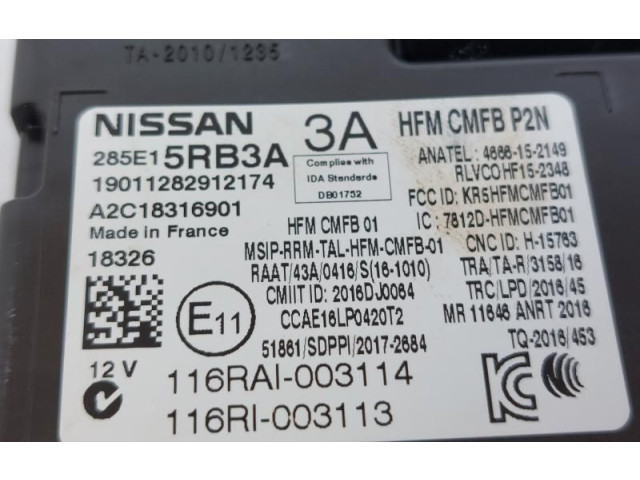 TA-2010/1235
NISSAN 3A HFM CMFB P2N
285E1 5RB3A
Complies with
IDA Standards
DB01752
ANATEL: 4666-15-2149
RLVCOHF15-2348
19011282912174
FCC ID: KR5HFMCMFB01
A2C18316901
HFM CMFB 01
IC: 7812D-HFMCMFB01
Made in France
MSIP-RRM-TAL-HFM-CMFB-01
CNC ID: H-15763
18326
RAAT/43A/0416/S(16-1010)
TRA/TA-R/3158/16
CMIIT ID: 2016DJ0064
TRC/LPD/2016/45
E11
CCAE16LP0420T2
MR 11646 ANRT 2016
51861/SDPPI/2017-2684
TQ-2016/453
12 V
116RAI-003114
116RI-003113